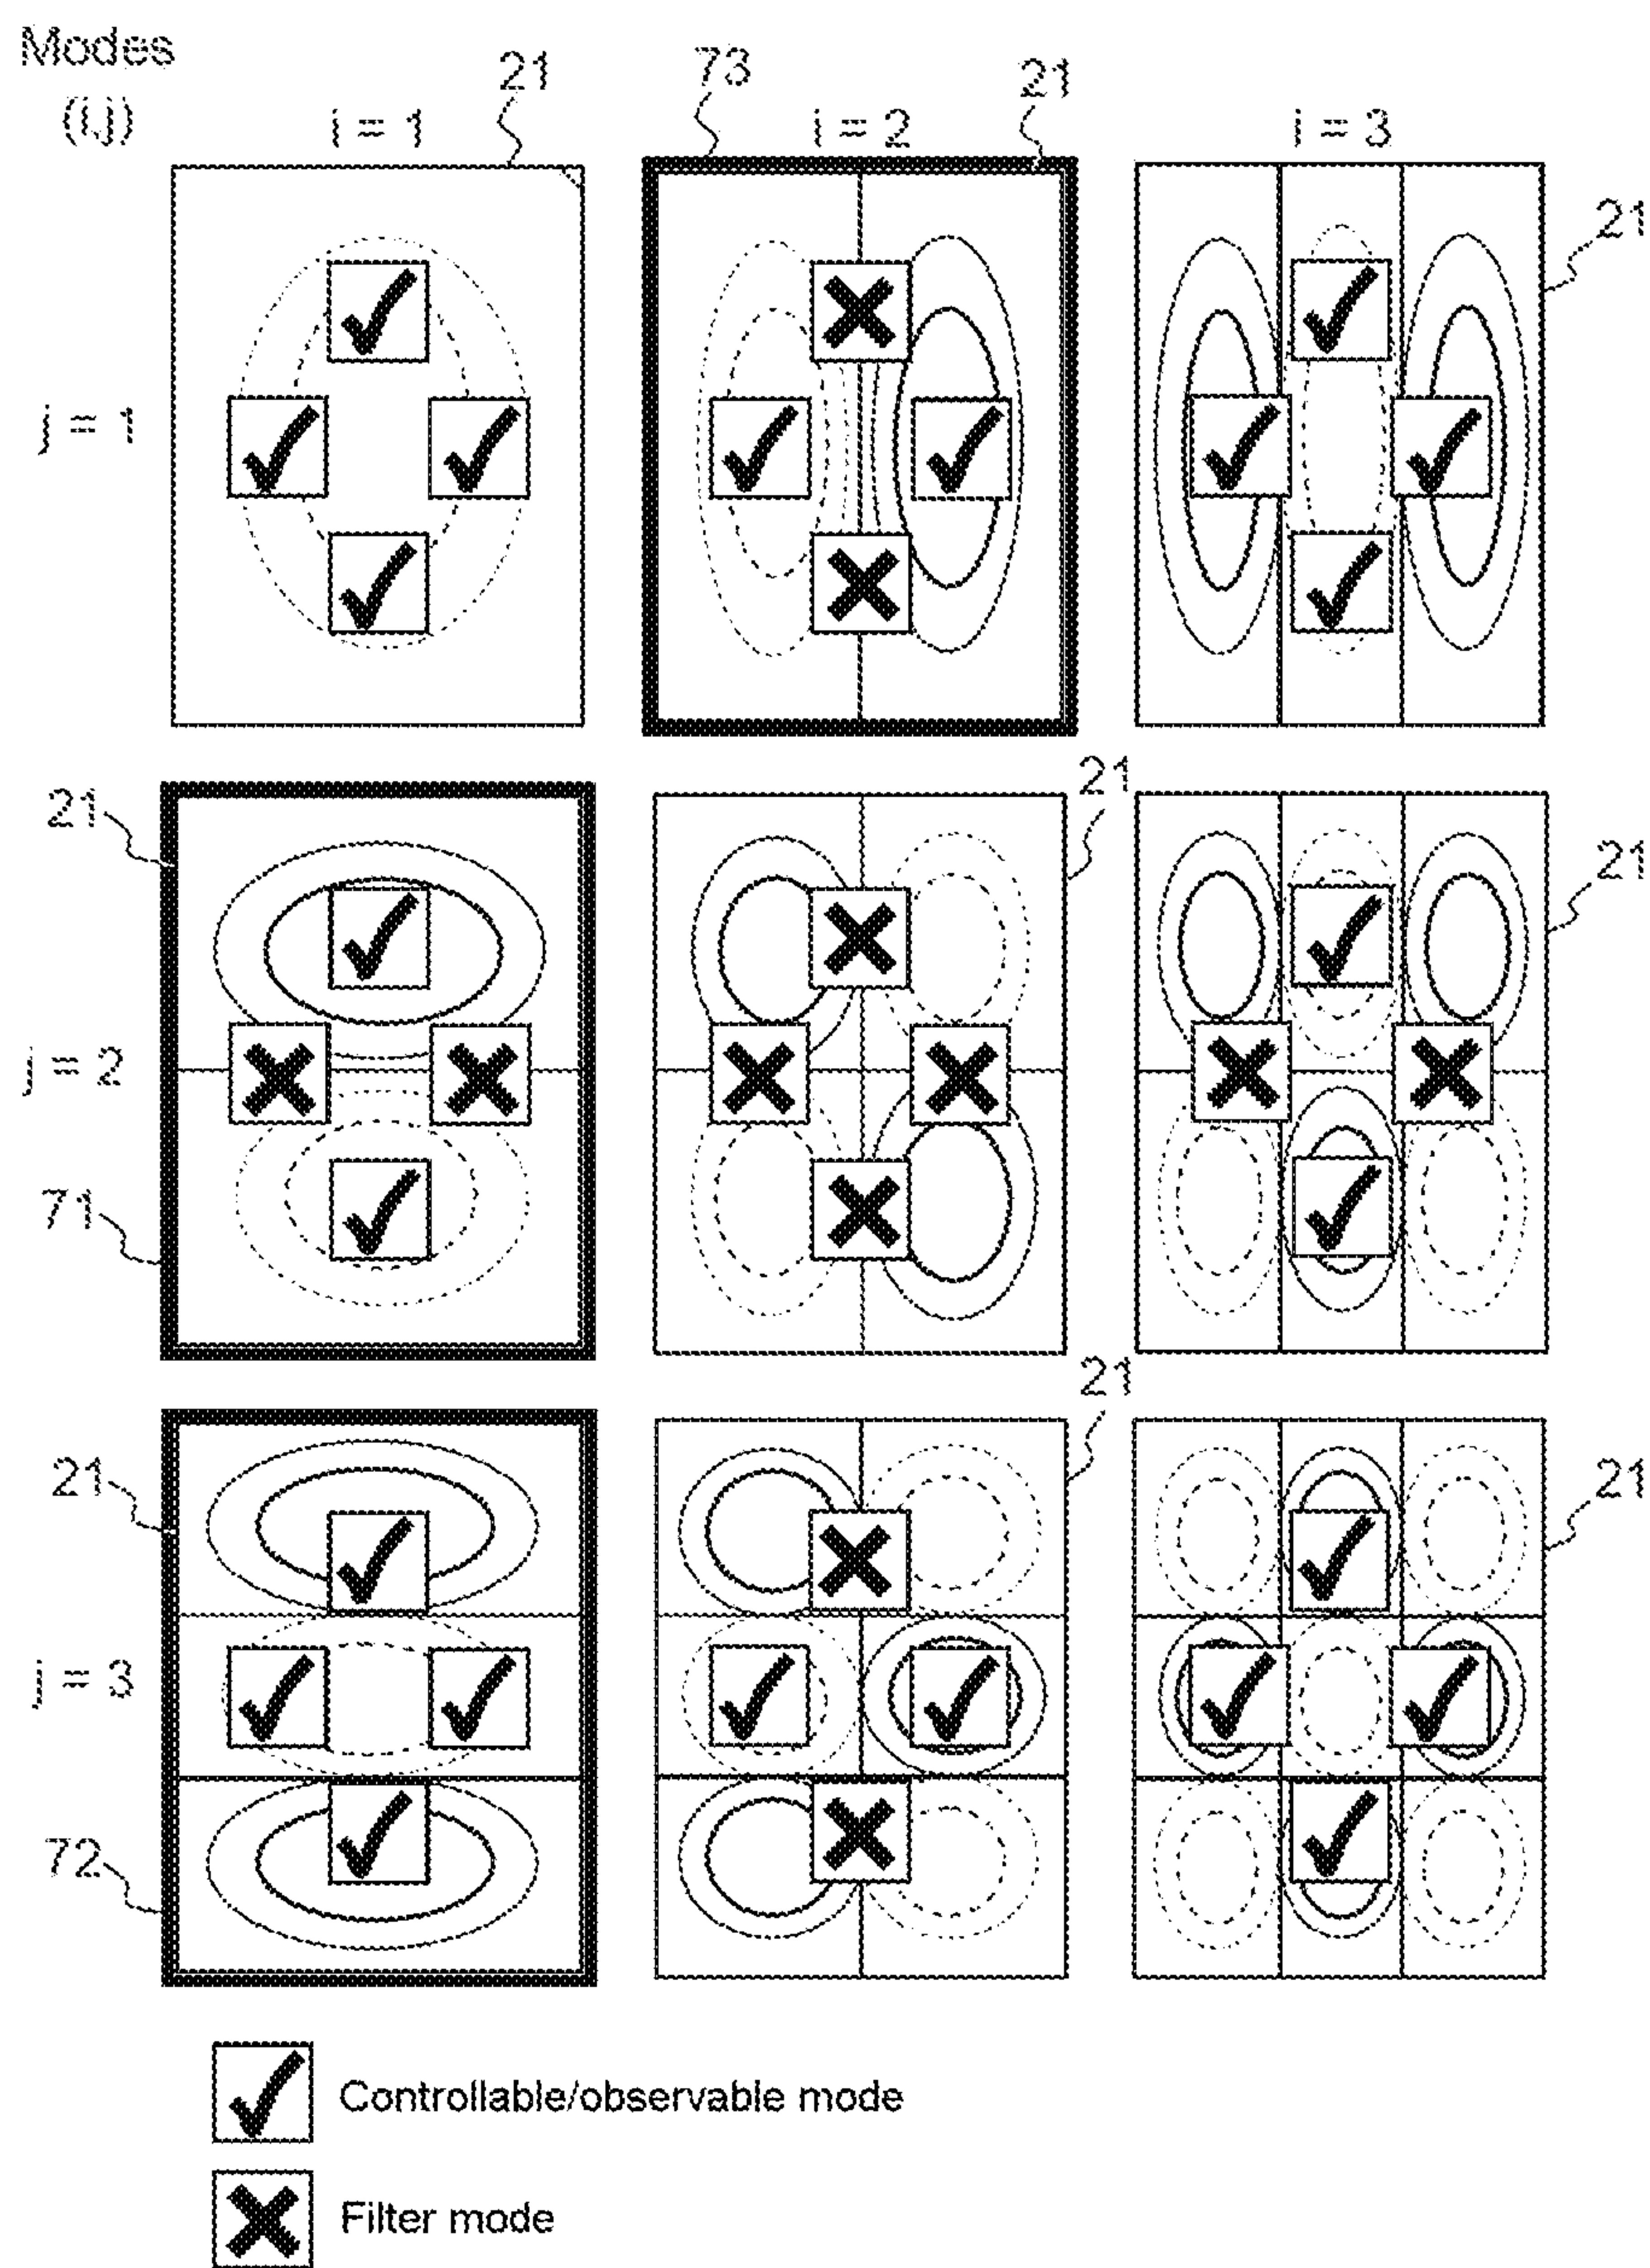 Modes
(i,j)
21
73
21
i = 1
i = 2
i = 3
21
j = 1
21
21
21
j = 2
71
21
21
21
j = 3
72
Controllable/observable mode
Filter mode